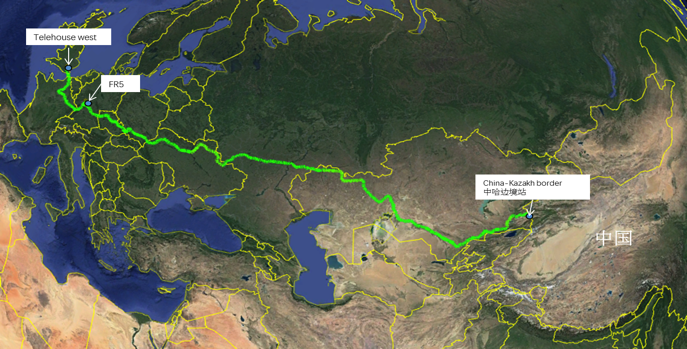 Telehouse west
FR5
China-Kazakh border
中哈边境站
中国